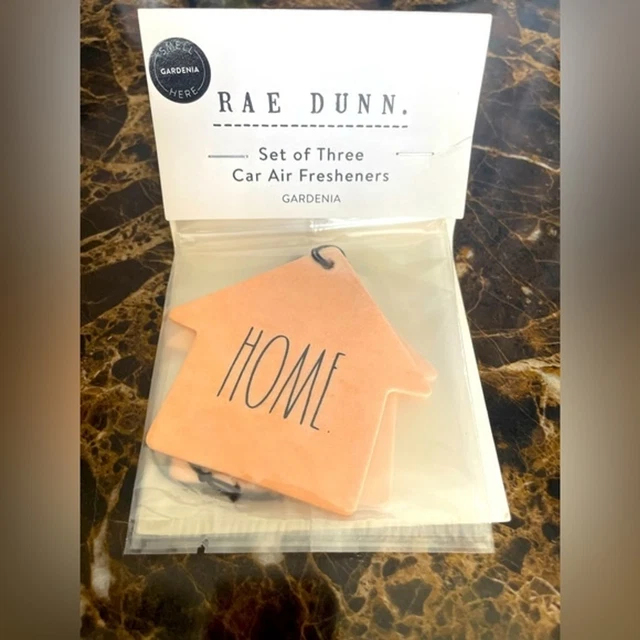 SMELL
GARDENIA
HERE.
RAE DUNN.
Set of Three
Car Air Fresheners
GARDENIA
HOME.